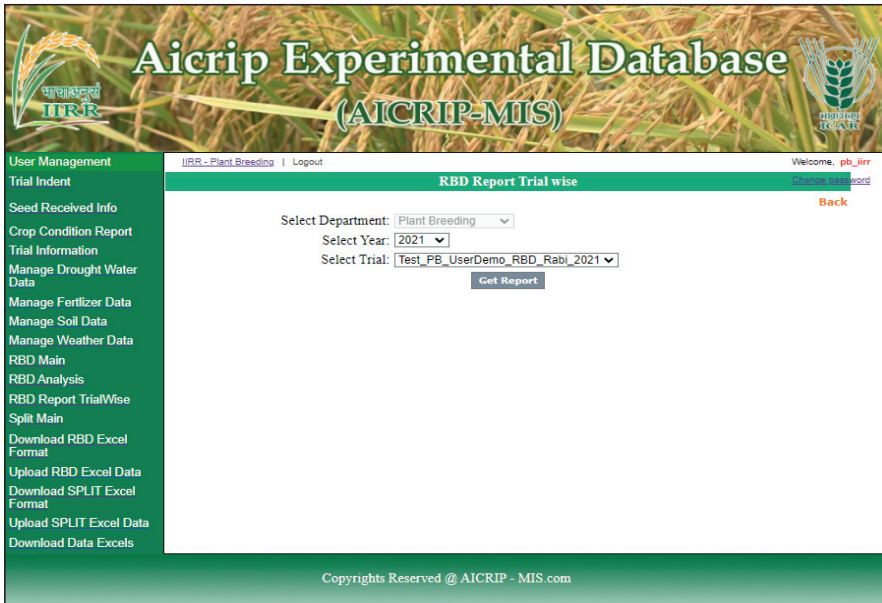 Aicrip Experimental Database
(AICRIP-MIS)
IIRR
ICAR
User Management
Trial Indent
Seed Received Info
Crop Condition Report
Trial Information
Manage Drought Water
Data
Manage Fertlizer Data
Manage Soil Data
Manage Weather Data
RBD Main
RBD Analysis
RBD Report TrialWise
Split Main
Download RBD Excel
Format
Upload RBD Excel Data
Download SPLIT Excel
Format
Upload SPLIT Excel Data
Download Data Excels
IIRR - Plant Breeding | Logout
Welcome, pb_iirr
RBD Report Trial wise
Change password
Back
Select Department: Plant Breeding
Select Year: 2021
Select Trial: Test_PB_UserDemo_RBD_Rabi_2021
Get Report
Copyrights Reserved @ AICRIP - MIS.com